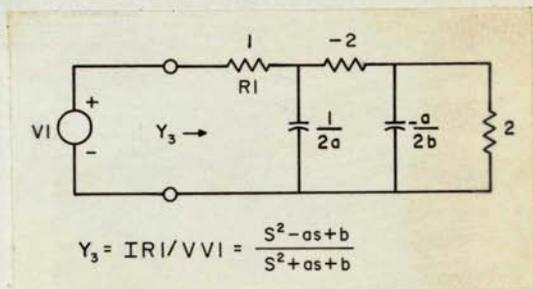 1
-2
R1
+
V1
-
Y₃ →
1
2a
-a
2b
2
Y₃ = IR1/VV1 = S²-as+b
S²+as+b